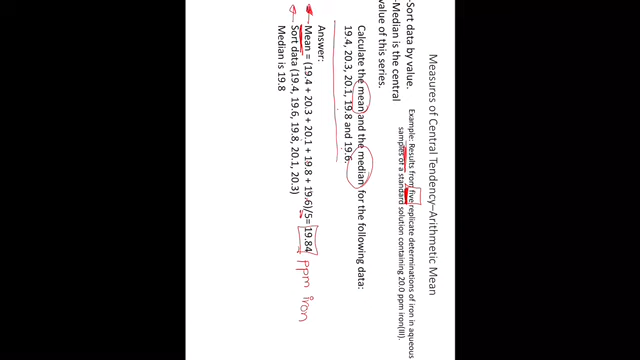 Measures of Central Tendency–Arithmetic Mean
Example: Results from five replicate determinations of iron in aqueous
samples of a standard solution containing 20.0 ppm iron(III).
-Sort data by value.
-Median is the central
value of this series.
Calculate the mean and the median for the following data:
19.4, 20.3, 20.1, 19.8 and 19.6.
Answer:
Mean = (19.4 + 20.3 + 20.1 + 19.8 + 19.6)/5= 19.84 ppm iron
Sort data (19.4, 19.6, 19.8, 20.1, 20.3)
Median is 19.8